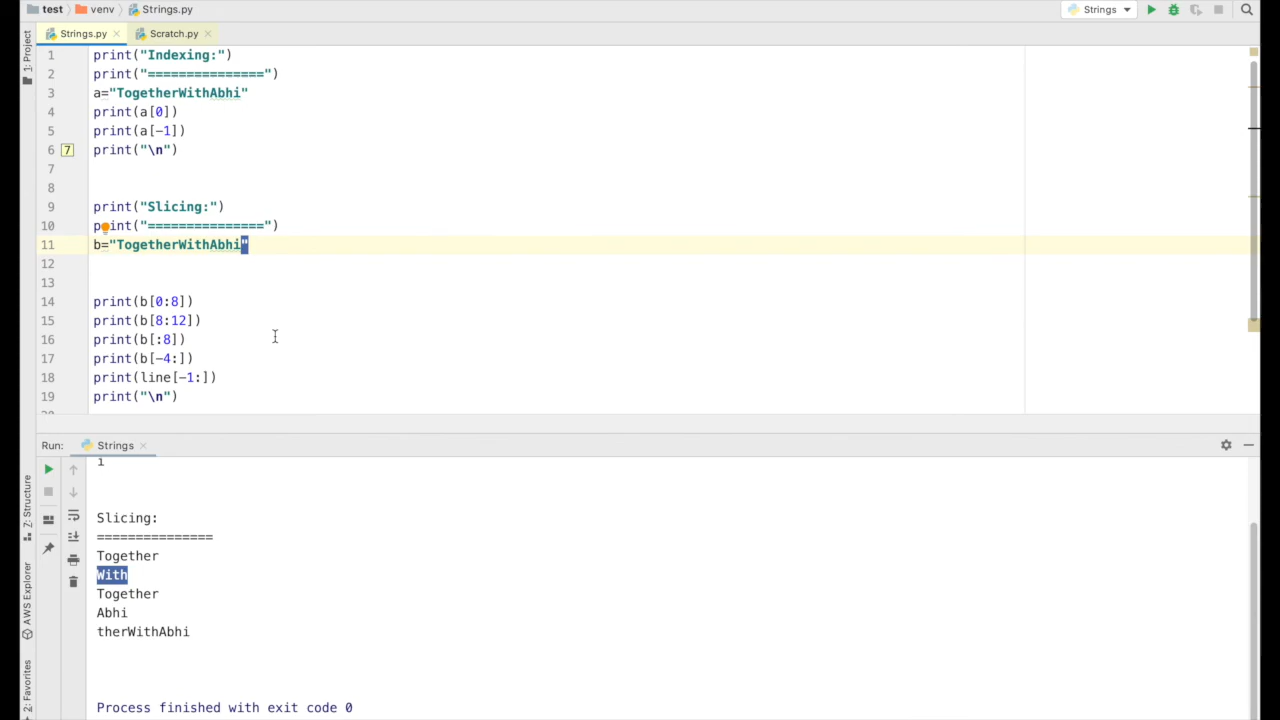 test venv Strings.py Strings
Strings.py Scratch.py
1: Project
1 print("Indexing:")
2 print("===============")
3 a="TogetherWithAbhi"
4 print(a[0])
5 print(a[-1])
6 7 print("\n")
7
8
9 print("Slicing:")
10 print("===============")
11 b="TogetherWithAbhi"
12
13
14 print(b[0:8])
15 print(b[8:12])
16 print(b[:8])
17 print(b[-4:])
18 print(line[-1:])
19 print("\n")
20
Run: Strings
i
Slicing:
===============
Together
With
Together
Abhi
therWithAbhi
Process finished with exit code 0
7: Structure
AWS Explorer
2: Favorites